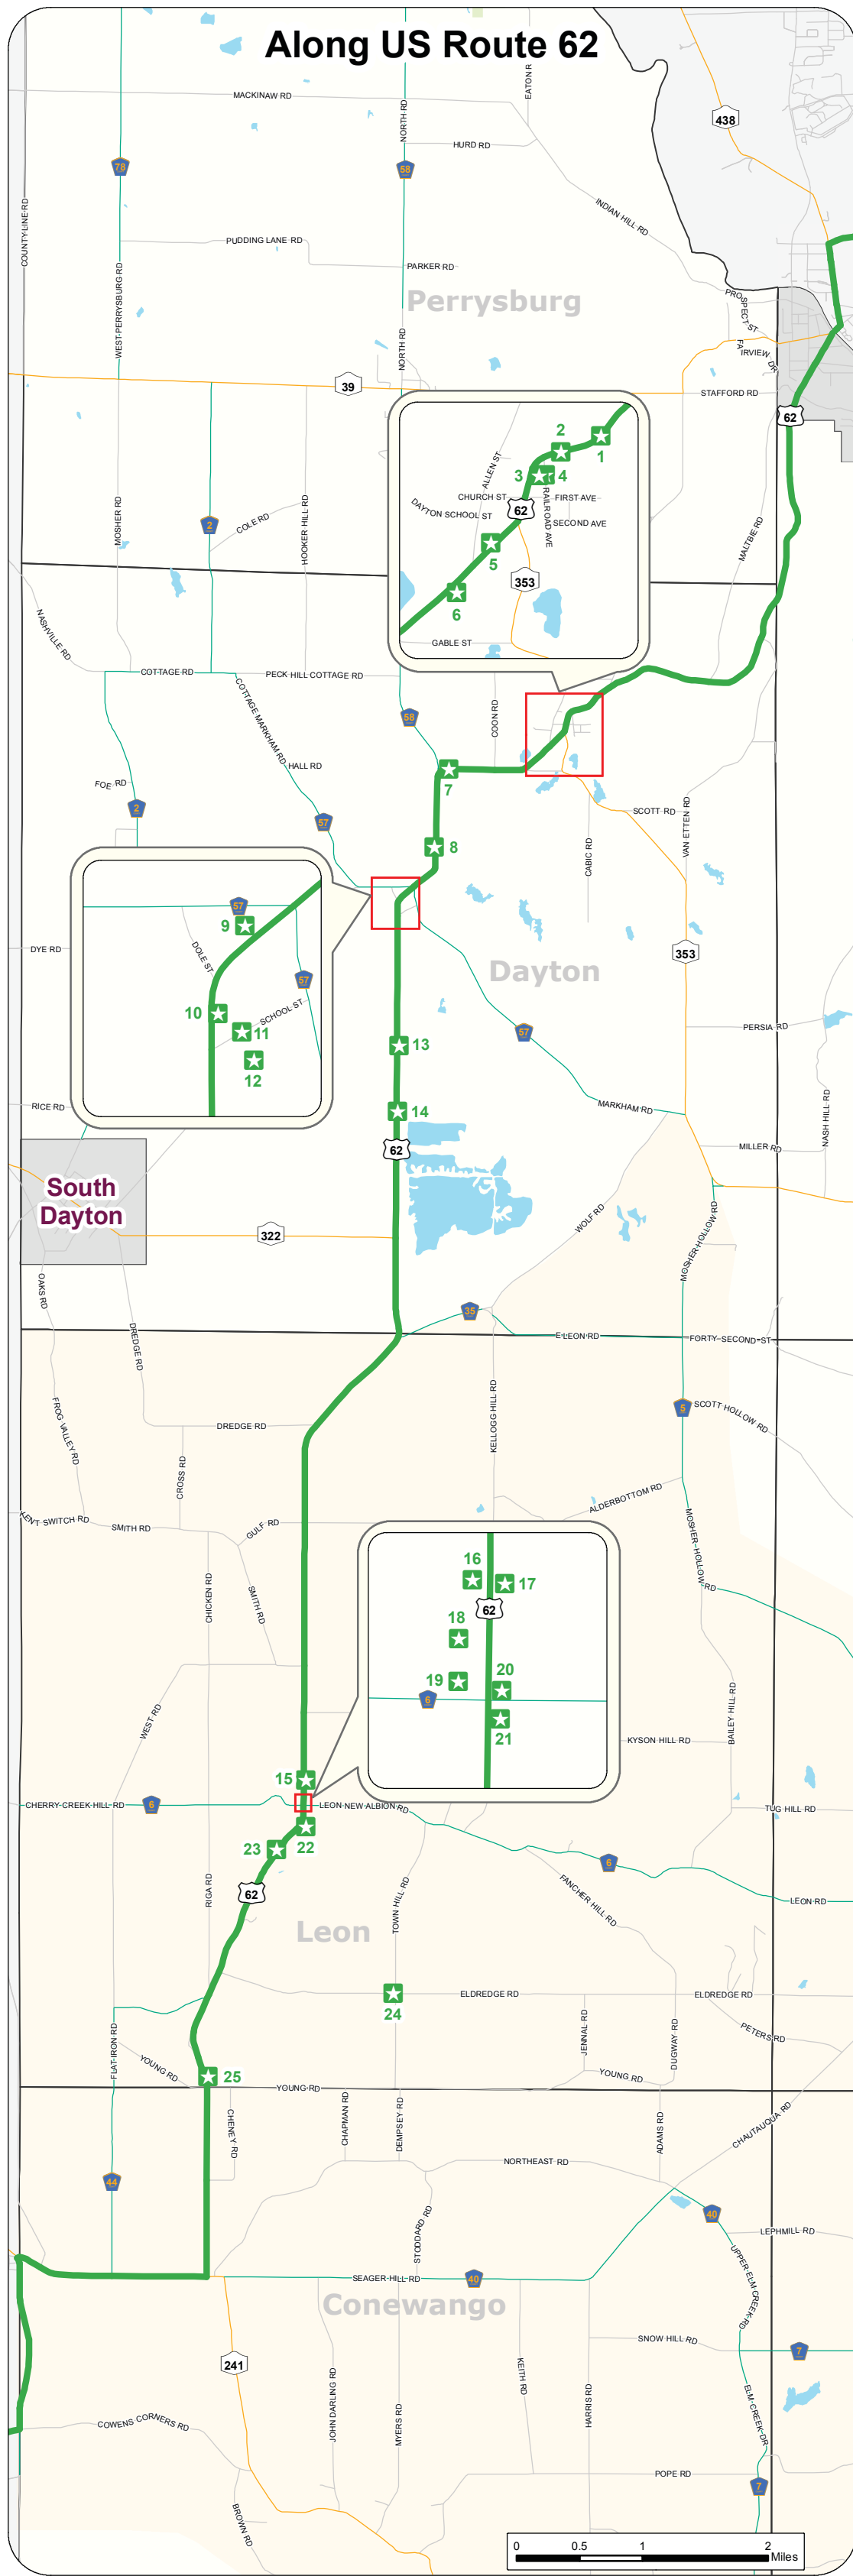 Along US Route 62
EATON R
MACKINAW RD
NORTH RD
438
HURD RD
78
58
COUNTY LINE RD
INDIAN HILL RD
PUDDING LANE RD
PARKER RD
WEST-PERRYSBURG RD
Perrysburg
PROSPECT ST
NORTH RD
FAIRVIEW DR
39
STAFFORD RD
62
2
1
ALLEN ST
3
4
CHURCH ST
FIRST AVE
DAYTON SCHOOL ST
62
RAILROAD AVE
SECOND AVE
MOSHER RD
2
COLE RD
HOOKER HILL RD
MALTBIE RD
5
353
6
GABLE ST
NASHVILLE RD
COTTAGE RD
PECK HILL COTTAGE RD
COTTAGE MARKHAM RD
58
COON RD
HALL RD
7
FOE RD
2
57
SCOTT RD
VAN ETTEN RD
8
CABIC RD
57
9
DYE RD
DOLE ST
353
Dayton
57
10
SCHOOL ST
11
12
13
57
PERSIA RD
RICE RD
14
MARKHAM RD
NASH HILL RD
62
MILLER RD
South
Dayton
322
WOLF RD
MOSHER HOLLOW RD
OAKS RD
35
DREDGE RD
E LEON RD
FORTY-SECOND ST
KELLOGG HILL RD
5
SCOTT HOLLOW RD
FROG VALLEY RD
DREDGE RD
CROSS RD
ALDERBOTTOM RD
KENT SWITCH RD
SMITH RD
GULF RD
MOSHER-HOLLOW-RD
16
17
CHICKEN RD
SMITH RD
62
18
19
20
6
21
WEST RD
BAILEY HILL RD
KYSON HILL RD
15
CHERRY-CREEK-HILL-RD
6
LEON NEW ALBION RD
TUG HILL RD
22
23
6
RIGA RD
62
TOWN HILL RD
FANCHER HILL RD
LEON RD
Leon
24
ELDREDGE RD
ELDREDGE RD
FLAT-IRON RD
JENNAL RD
DUGWAY RD
PETERS RD
YOUNG RD
25
YOUNG RD
YOUNG RD
CHENEY RD
CHAPMAN RD
DEMPSEY RD
ADAMS RD
CHAUTAUQUA RD
NORTHEAST RD
44
STODDARD RD
40
LEPHMILL RD
UPPER-ELM CREEK-RD
SEAGER-HILL-RD
40
Conewango
SNOW HILL RD
7
241
JOHN DARLING RD
MYERS RD
KEITH RD
HARRIS RD
ELM-CREEK-DR
COWENS CORNERS RD
POPE RD
7
BROWN RD
0 0.5 1 2
Miles